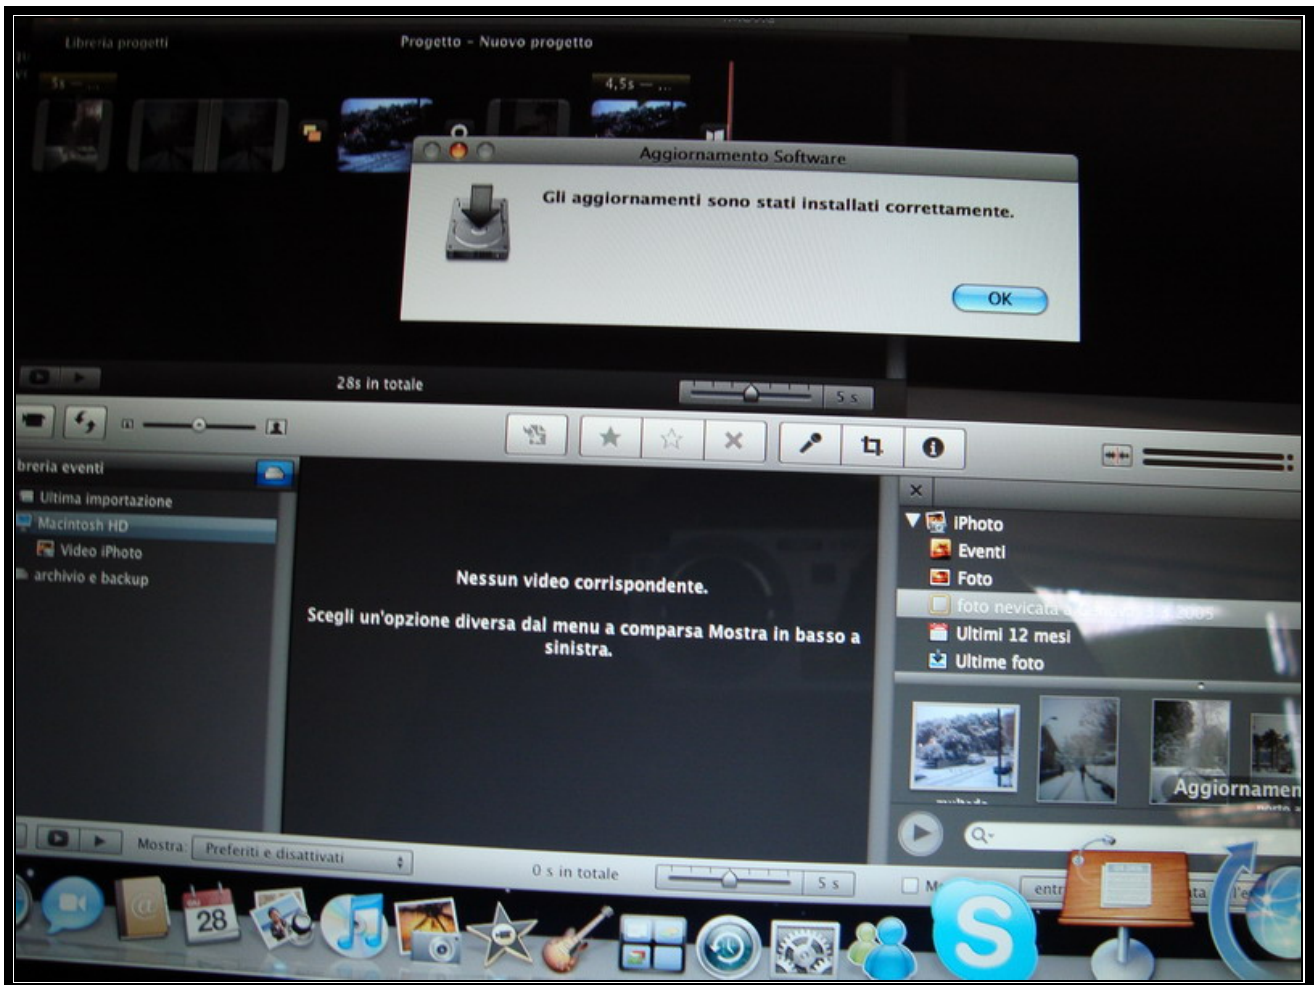 Libreria progetti
Progetto - Nuovo progetto
5s — ...
4,5s — ...
Aggiornamento Software
Gli aggiornamenti sono stati installati correttamente.
OK
28s in totale
5 s
breria eventi
Ultima importazione
Macintosh HD
Video iPhoto
archivio e backup
Nessun video corrispondente.
Scegli un'opzione diversa dal menu a comparsa Mostra in basso a
sinistra.
iPhoto
Eventi
Foto
foto nevicata a 2005
Ultimi 12 mesi
Ultime foto
Aggiornamen
Mostra:
Preferiti e disattivati
0 s in totale
5 s
M
entr
28
S